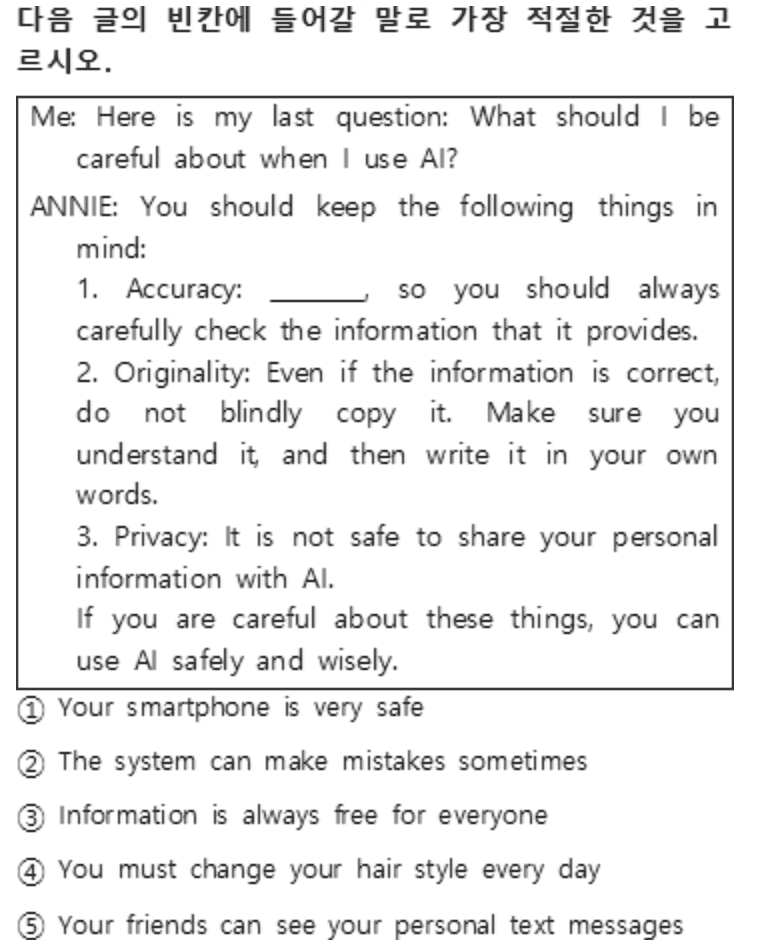 다음 글의 빈칸에 들어갈 말로 가장 적절한 것을 고
르시오.
Me: Here is my last question: What should I be
careful about when I use AI?
ANNIE: You should keep the following things in
mind:
1. Accuracy: ______, so you should always
carefully check the information that it provides.
2. Originality: Even if the information is correct,
do not blindly copy it. Make sure you
understand it, and then write it in your own
words.
3. Privacy: It is not safe to share your personal
information with AI.
If you are careful about these things, you can
use AI safely and wisely.
① Your smartphone is very safe
② The system can make mistakes sometimes
③ Information is always free for everyone
④ You must change your hair style every day
⑤ Your friends can see your personal text messages